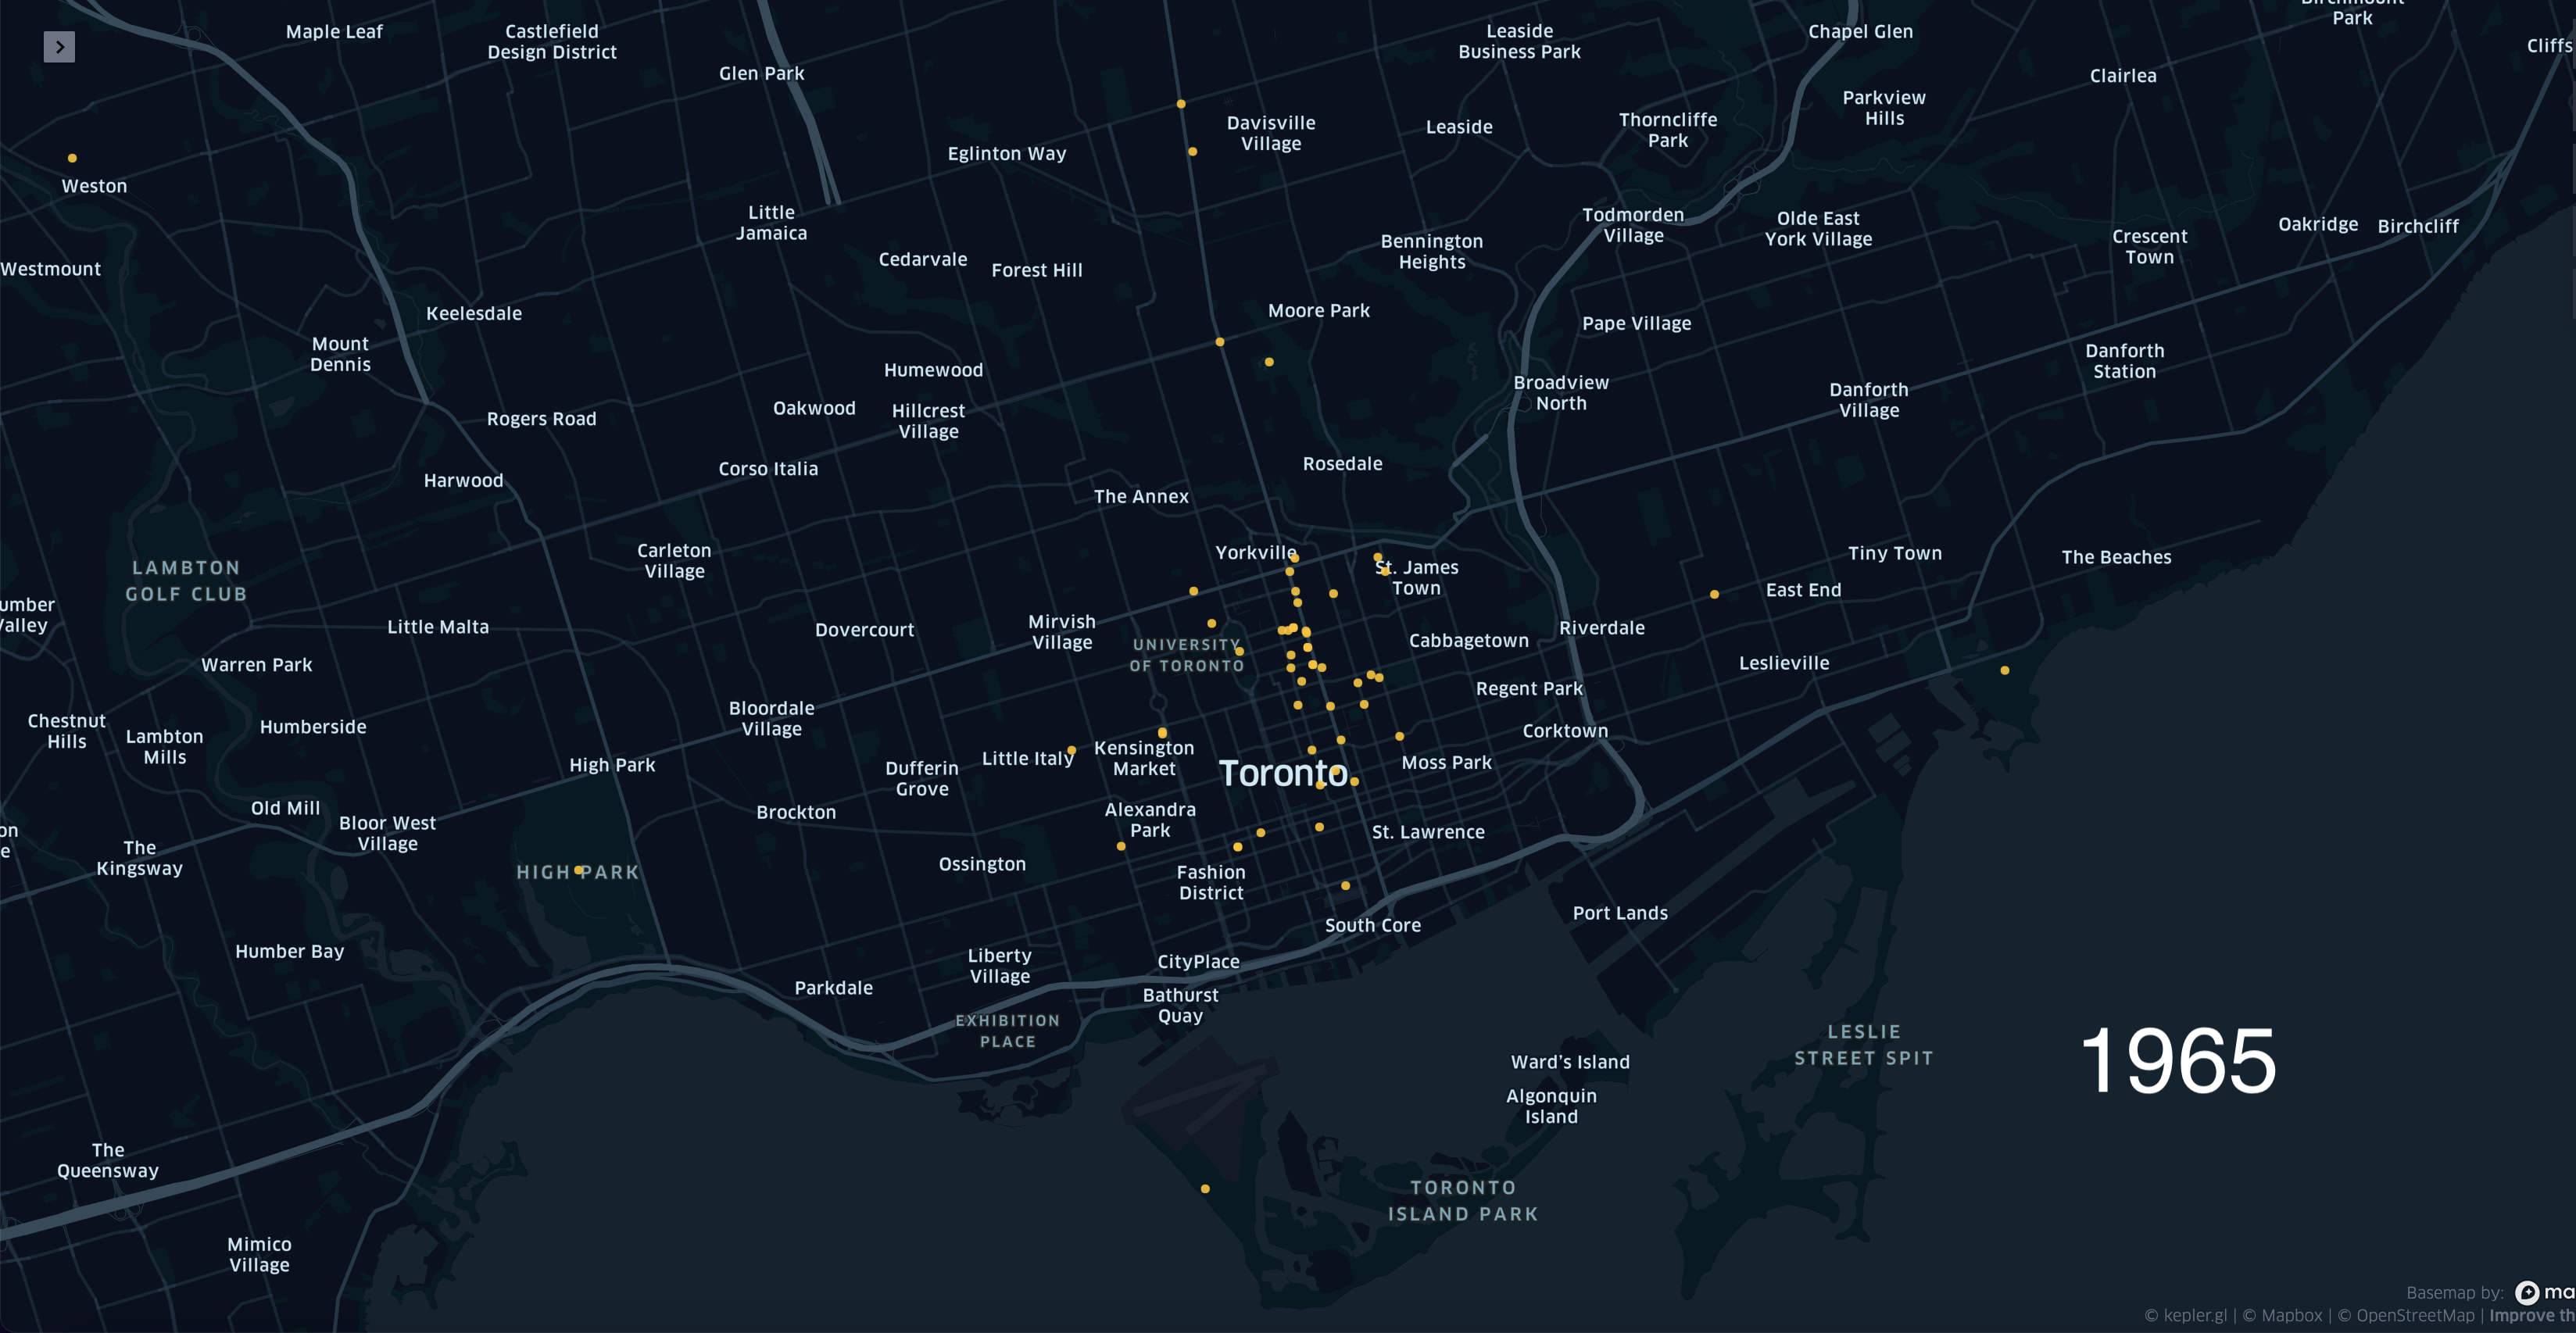 Maple Leaf
Castlefield
Design District
Glen Park
Leaside
Business Park
Chapel Glen
Park
Cliffs
Clairlea
Parkview
Hills
Davisville
Village
Leaside
Thorncliffe
Park
Eglinton Way
Weston
Little
Jamaica
Todmorden
Village
Olde East
York Village
Crescent
Town
Oakridge
Birchcliff
Bennington
Heights
Cedarvale
Forest Hill
Westmount
Keelesdale
Moore Park
Pape Village
Mount
Dennis
Danforth
Station
Humewood
Broadview
North
Danforth
Village
Oakwood
Hillcrest
Village
Rogers Road
Corso Italia
Rosedale
Harwood
The Annex
Yorkville
St. James
Town
Tiny Town
The Beaches
Carleton
Village
LAMBTON
GOLF CLUB
East End
umber
Valley
Little Malta
Dovercourt
Mirvish
Village
UNIVERSITY
OF TORONTO
Cabbagetown
Riverdale
Warren Park
Leslieville
Regent Park
Chestnut
Hills
Lambton
Mills
Humberside
Bloordale
Village
Corktown
High Park
Dufferin
Grove
Little Italy
Kensington
Market
Toronto
Moss Park
Old Mill
Bloor West
Village
Brockton
Alexandra
Park
St. Lawrence
on
e
The
Kingsway
HIGH PARK
Ossington
Fashion
District
South Core
Port Lands
Humber Bay
Liberty
Village
CityPlace
Parkdale
Bathurst
Quay
EXHIBITION
PLACE
LESLIE
STREET SPIT
1965
Ward's Island
Algonquin
Island
The
Queensway
TORONTO
ISLAND PARK
Mimico
Village
Basemap by: ma
© kepler.gl | © Mapbox | © OpenStreetMap | Improve th